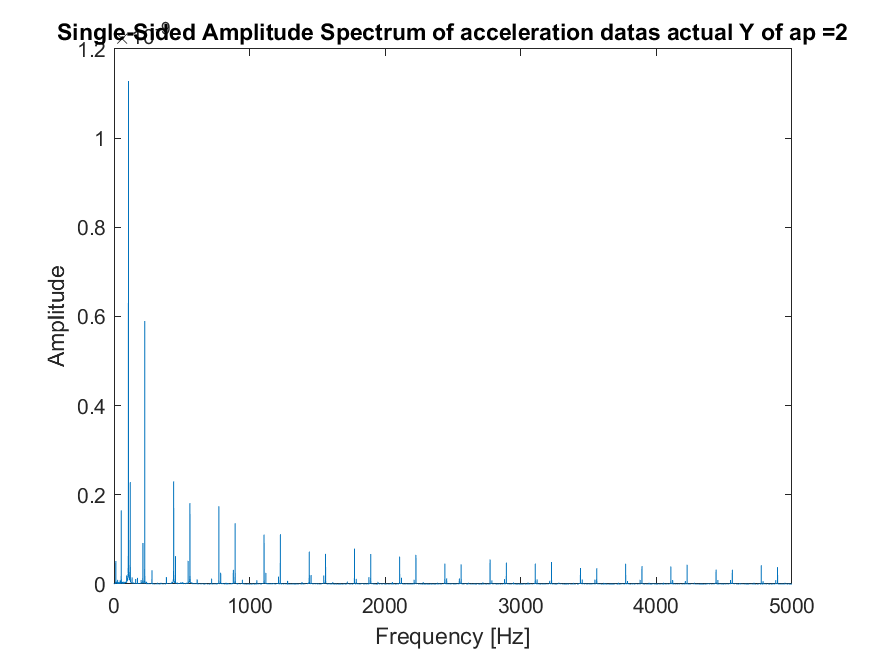 Single-Sided Amplitude Spectrum of acceleration datas actual Y of ap =2
1.2
1
0.8
0.6
0.4
0.2
0
Amplitude
0 1000 2000 3000 4000 5000
Frequency [Hz]